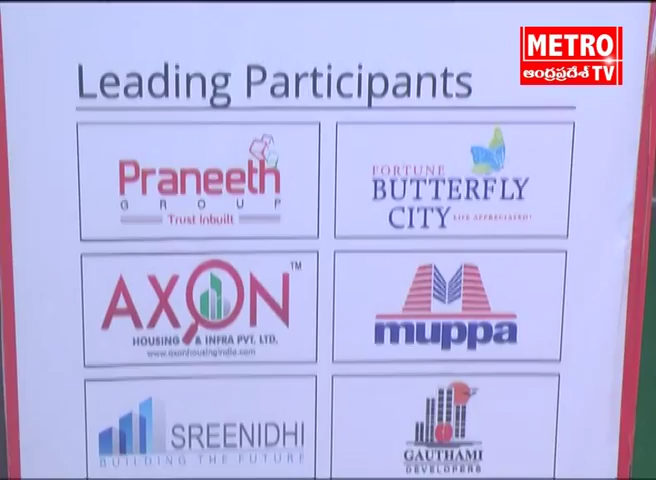 METRO
ఆంధ్రప్రదేశ్ TV
Leading Participants
Praneeth
GROUP
Trust Inbuilt
FORTUNE
BUTTERFLY
CITY LIFE APPRECIATED!
AXON TM
HOUSING & INFRA PVT. LTD.
www.axonhousingindia.com
muppa
SREENIDHI
BUILDING THE FUTURE
GAUTHAMI
DEVELOPERS